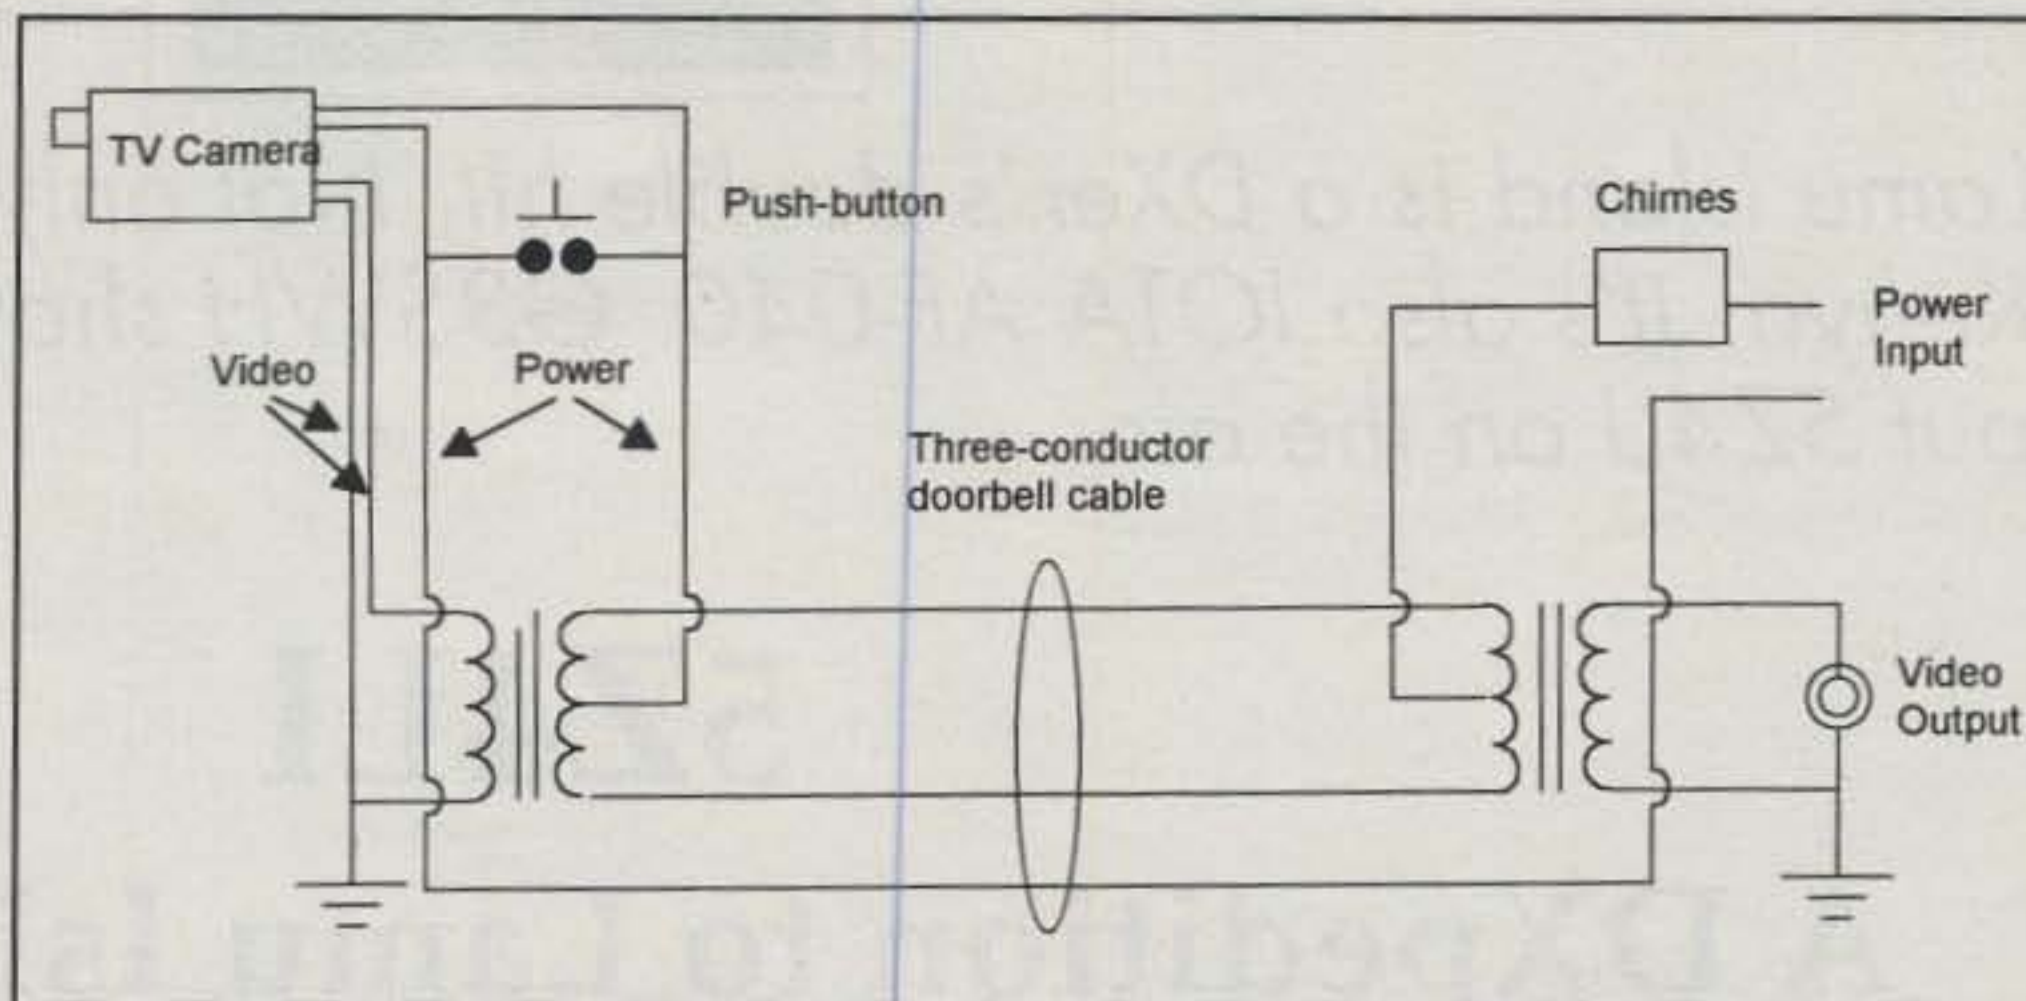 TV Camera
Push-button
Chimes
Power
Input
Video
Power
Three-conductor
doorbell cable
Video
Output